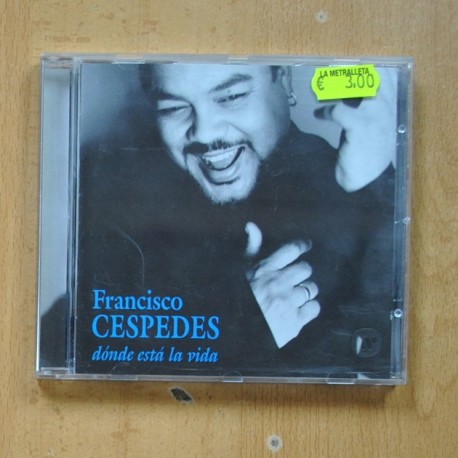 LA METRALLETA
€ 3.00
Francisco
CESPEDES
dónde está la vida